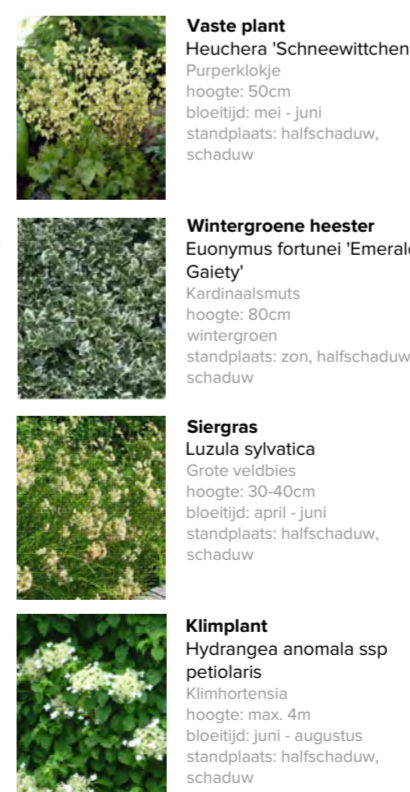 Vaste plant
Heuchera 'Schneewittchen
Purperklokje
hoogte: 50cm
bloeitijd: mei - juni
standplaats: halfschaduw,
schaduw
Wintergroene heester
Euonymus fortunei 'Emerald
Gaiety'
Kardinaalsmuts
hoogte: 80cm
wintergroen
standplaats: zon, halfschaduw
schaduw
Siergras
Luzula sylvatica
Grote veldbies
hoogte: 30-40cm
bloeitijd: april - juni
standplaats: halfschaduw,
schaduw
Klimplant
Hydrangea anomala ssp
petiolaris
Klimhortensia
hoogte: max. 4m
bloeitijd: juni - augustus
standplaats: halfschaduw,
schaduw